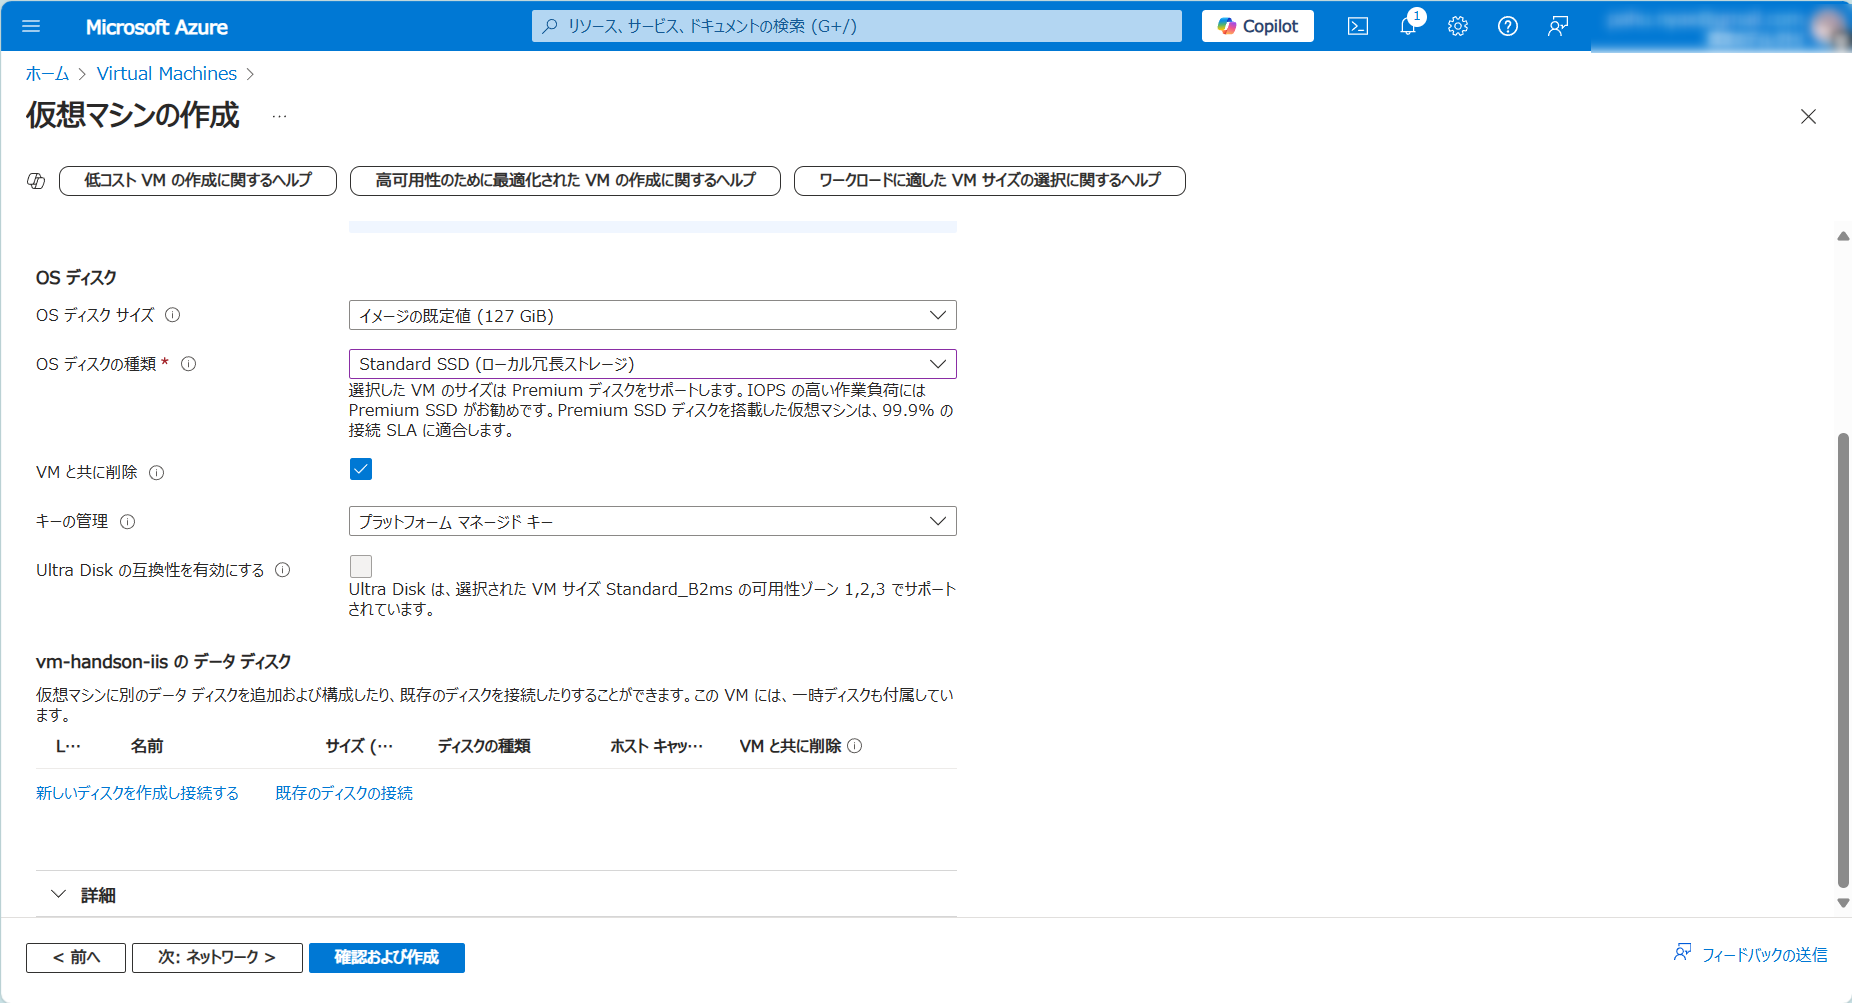 Microsoft Azure
リソース、サービス、ドキュメントの検索 (G+/)
Copilot
1
ホーム > Virtual Machines >
仮想マシンの作成 …
低コスト VM の作成に関するヘルプ
高可用性のために最適化された VM の作成に関するヘルプ
ワークロードに適した VM サイズの選択に関するヘルプ
OS ディスク
OS ディスク サイズ
イメージの既定値 (127 GiB)
OS ディスクの種類 *
Standard SSD (ローカル冗長ストレージ)
選択した VM のサイズは Premium ディスクをサポートします。IOPS の高い作業負荷には
Premium SSD がお勧めです。Premium SSD ディスクを搭載した仮想マシンは、99.9% の
接続 SLA に適合します。
VM と共に削除
キーの管理
プラットフォーム マネージド キー
Ultra Disk の互換性を有効にする
Ultra Disk は、選択された VM サイズ Standard_B2ms の可用性ゾーン 1,2,3 でサポート
されています。
vm-handson-iis の データ ディスク
仮想マシンに別のデータ ディスクを追加および構成したり、既存のディスクを接続したりすることができます。この VM には、一時ディスクも付属してい
ます。
L… 名前 サイズ (… ディスクの種類 ホスト キャッ… VM と共に削除
新しいディスクを作成し接続する 既存のディスクの接続
詳細
< 前へ
次: ネットワーク >
確認および作成
フィードバックの送信